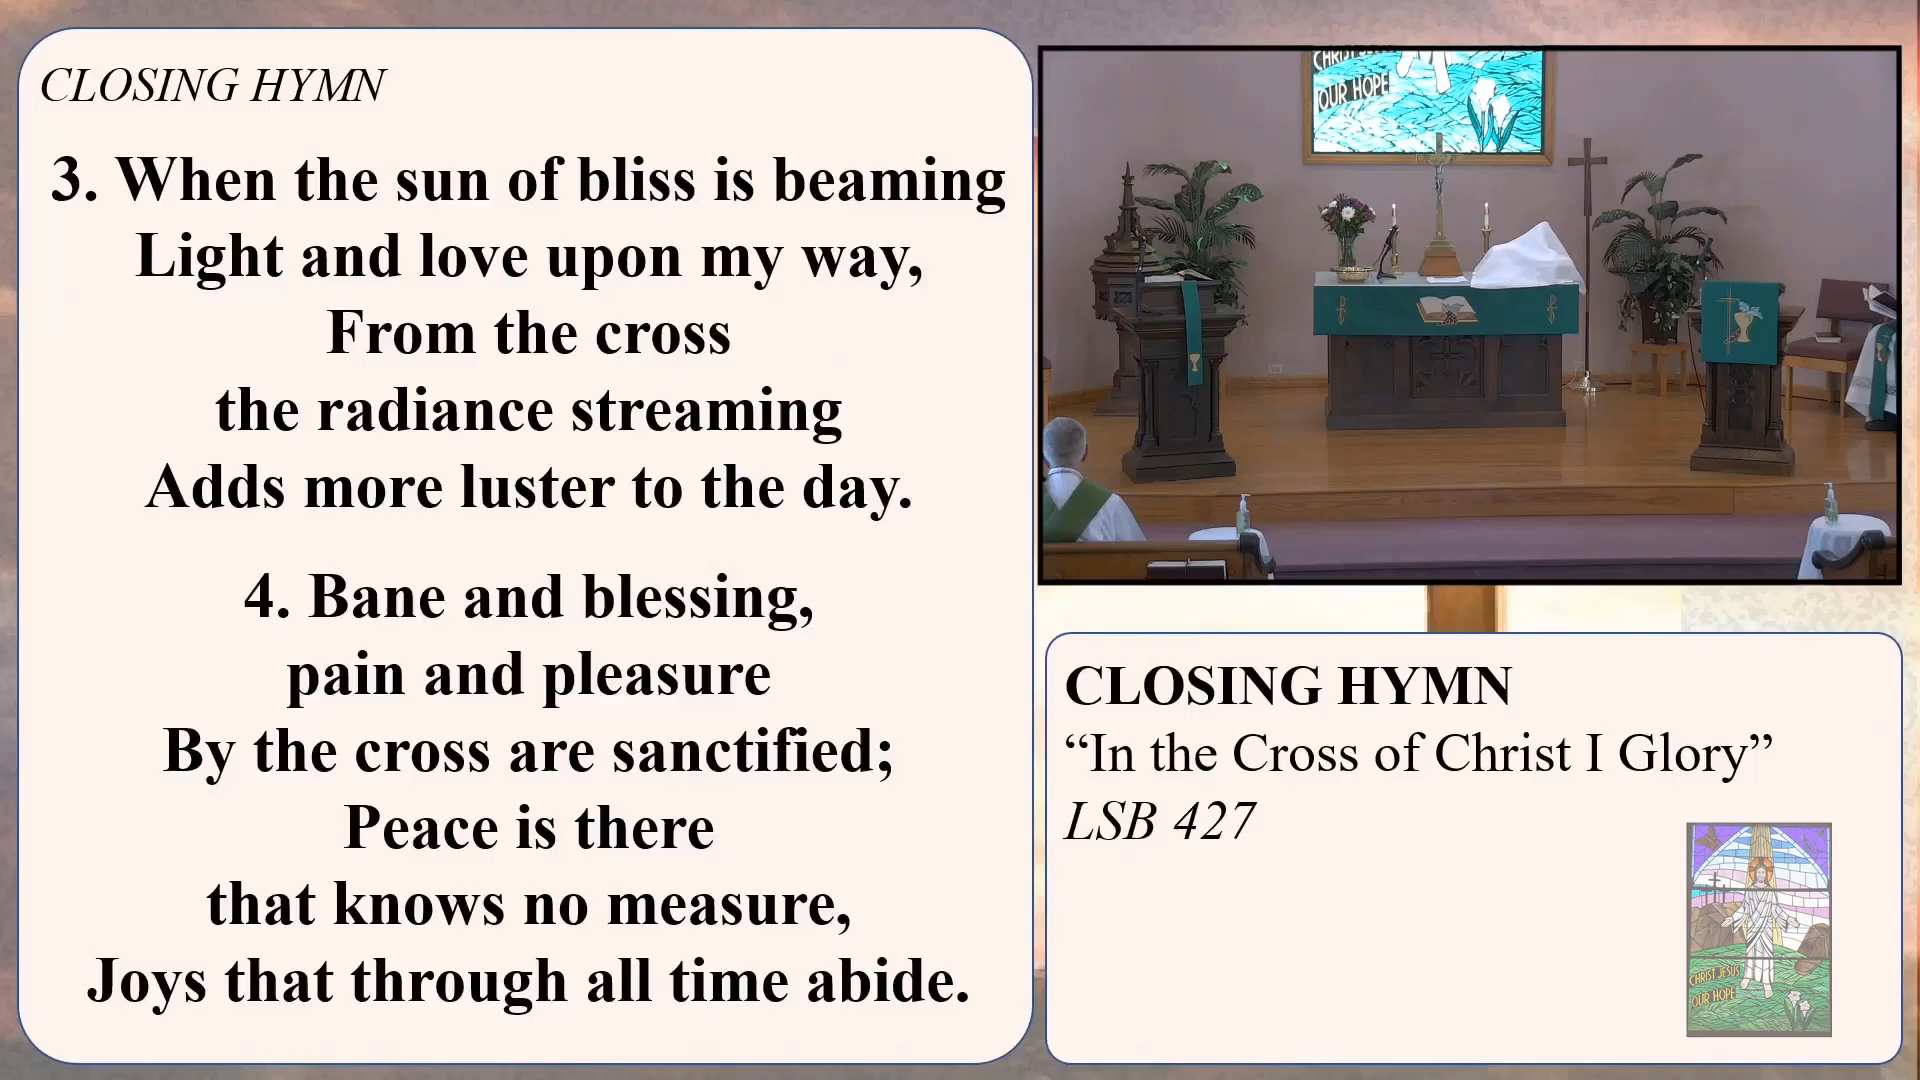 CLOSING HYMN
3. When the sun of bliss is beaming
Light and love upon my way,
From the cross
the radiance streaming
Adds more luster to the day.
4. Bane and blessing,
pain and pleasure
By the cross are sanctified;
Peace is there
that knows no measure,
Joys that through all time abide.
CHRIST JESUS
OUR HOPE
CLOSING HYMN
“In the Cross of Christ I Glory”
LSB 427
CHRIST JESUS
OUR HOPE